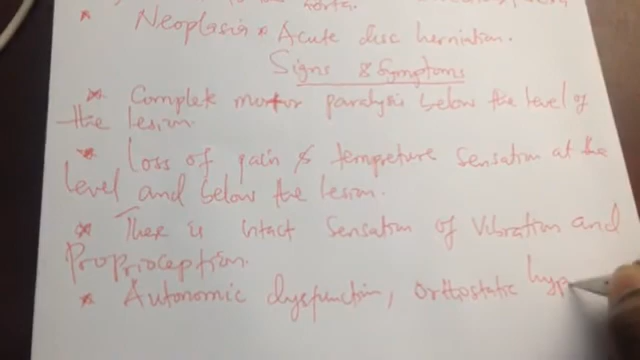 aorta.
* Neoplasia * Acute disc herniation.
Signs & Symptoms
* Complete motor paralysis below the level of
the lesion.
* Loss of pain & tempreture sensation at the
level and below the lesion.
* There is intact sensation of vibration and
proprioception.
* Autonomic dysfunction, orthostatic hyp